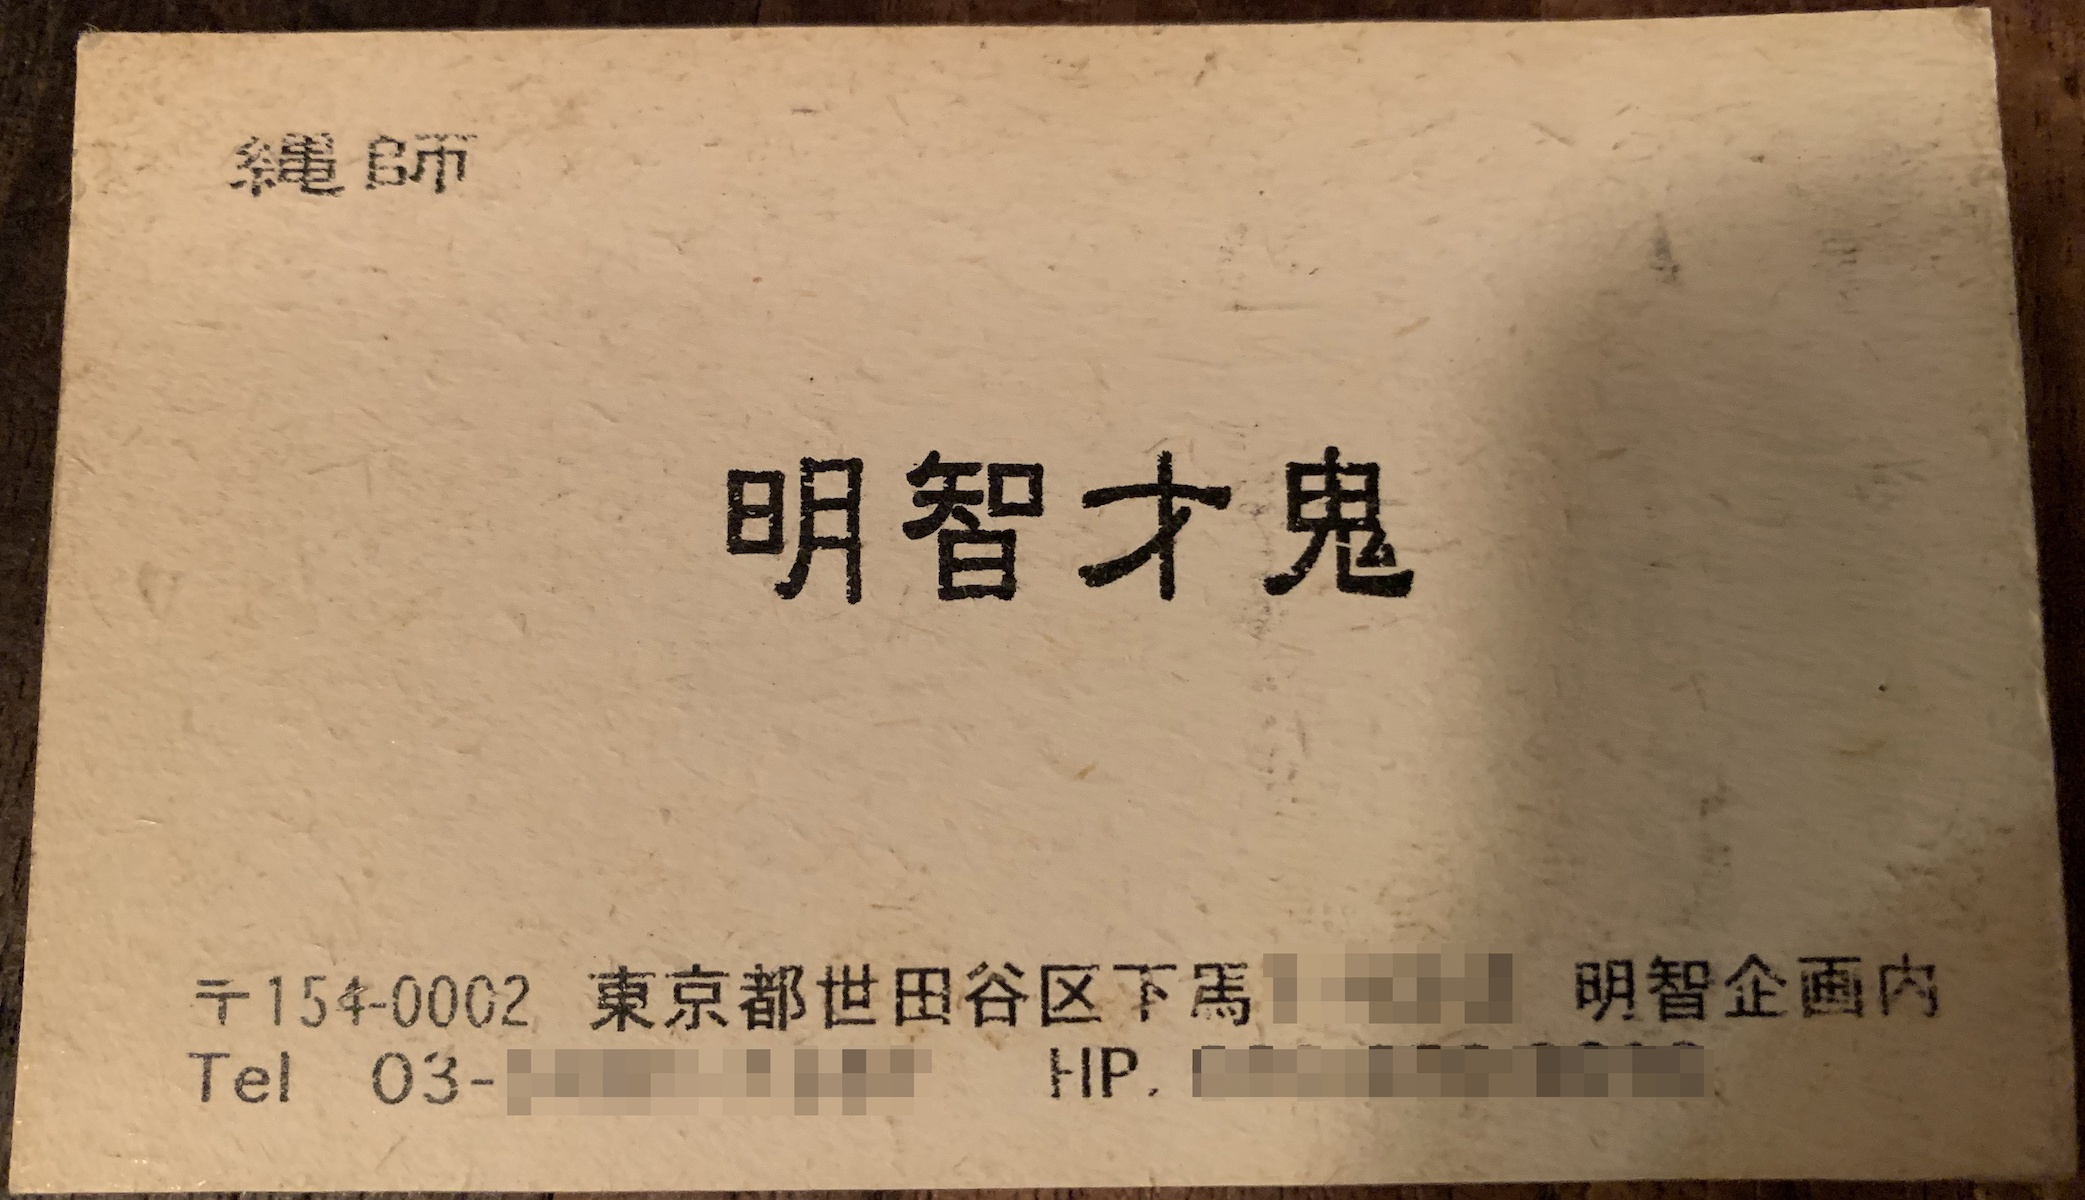 縄師
明智才鬼
〒154-0002 東京都世田谷区下馬 明智企画内
Tel 03- HP.